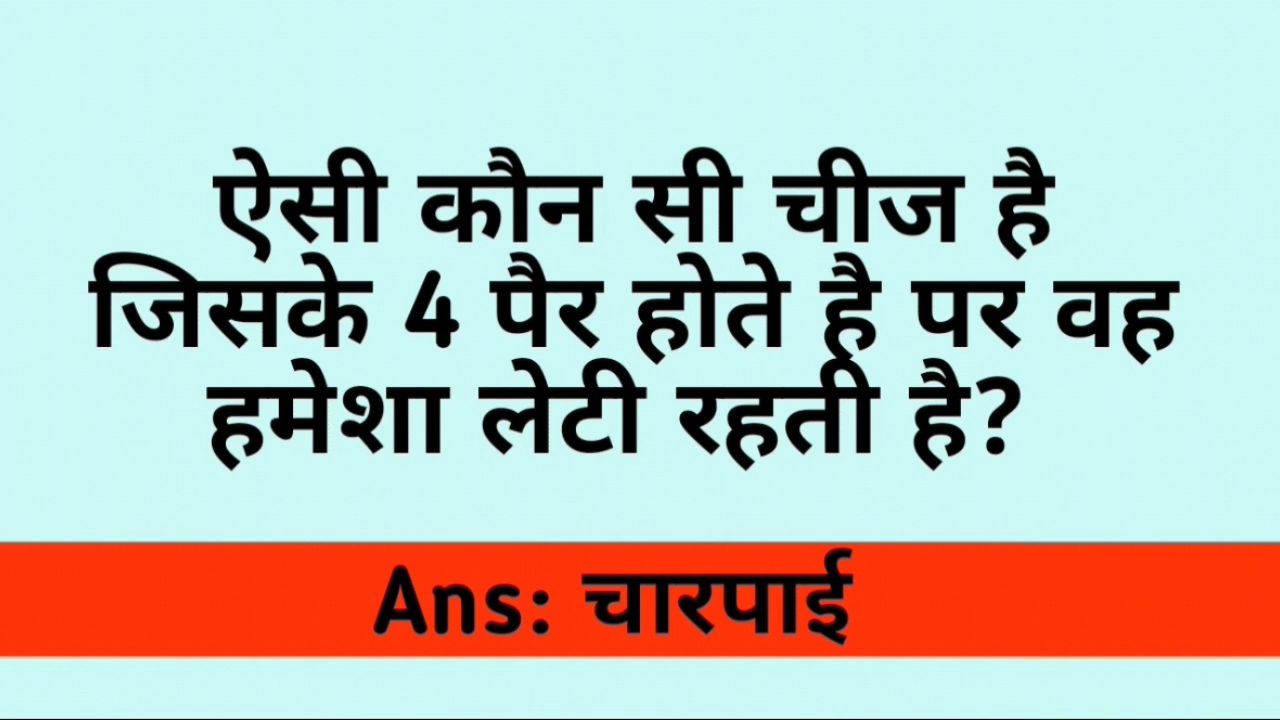 ऐसी कौन सी चीज है
जिसके 4 पैर होते है पर वह
हमेशा लेटी रहती है?
Ans: चारपाई